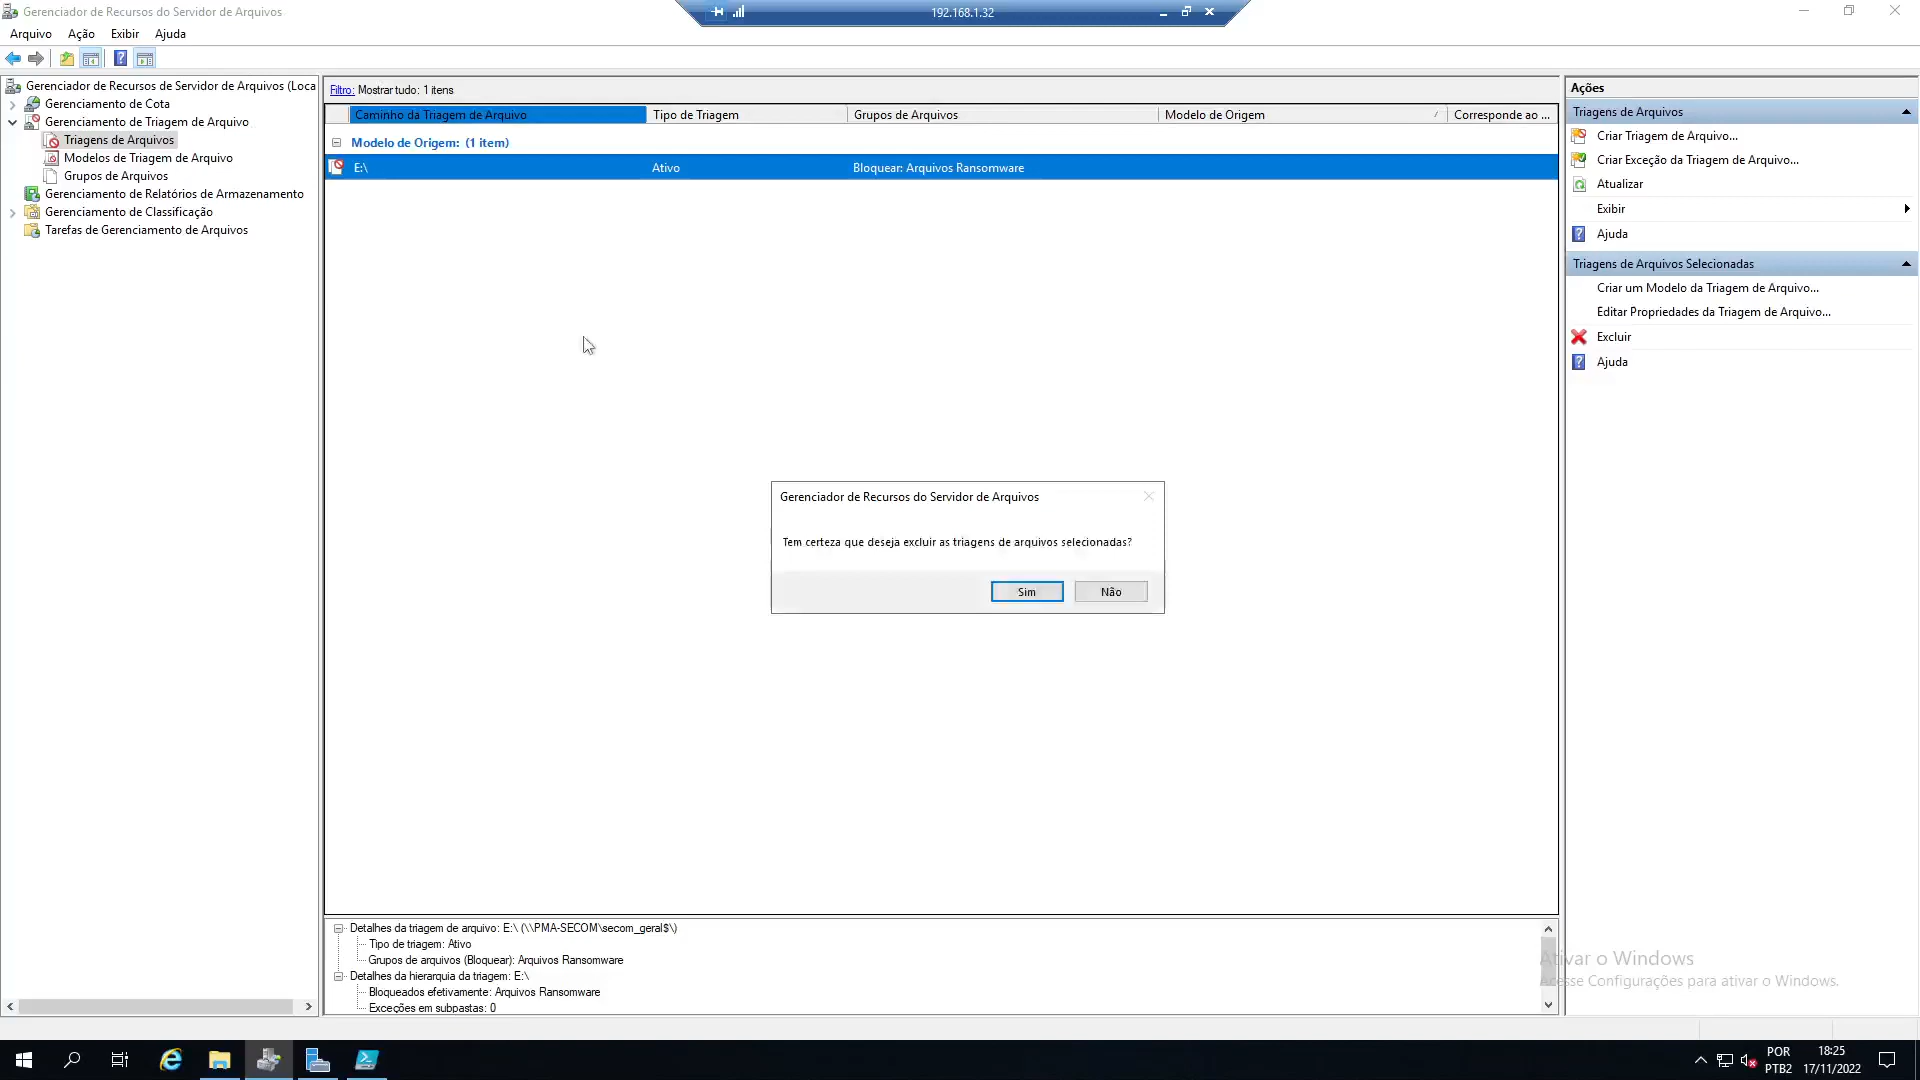 Gerenciador de Recursos do Servidor de Arquivos
192.168.1.32
Arquivo Ação Exibir Ajuda
Gerenciador de Recursos de Servidor de Arquivos (Loca
Gerenciamento de Cota
Gerenciamento de Triagem de Arquivo
Triagens de Arquivos
Modelos de Triagem de Arquivo
Grupos de Arquivos
Gerenciamento de Relatórios de Armazenamento
Gerenciamento de Classificação
Tarefas de Gerenciamento de Arquivos
Filtro: Mostrar tudo: 1 itens
Caminho da Triagem de Arquivo Tipo de Triagem Grupos de Arquivos Modelo de Origem Corresponde ao ...
Modelo de Origem: (1 item)
E:\ Ativo Bloquear: Arquivos Ransomware
Gerenciador de Recursos do Servidor de Arquivos
Tem certeza que deseja excluir as triagens de arquivos selecionadas?
Sim Não
Detalhes da triagem de arquivo: E:\ (\\PMA-SECOM\secom_geral$\)
Tipo de triagem: Ativo
Grupos de arquivos (Bloquear): Arquivos Ransomware
Detalhes da hierarquia da triagem: E:\
Bloqueados efetivamente: Arquivos Ransomware
Exceções em subpastas: 0
Ações
Triagens de Arquivos
Criar Triagem de Arquivo...
Criar Exceção da Triagem de Arquivo...
Atualizar
Exibir
Ajuda
Triagens de Arquivos Selecionadas
Criar um Modelo da Triagem de Arquivo...
Editar Propriedades da Triagem de Arquivo...
Excluir
Ajuda
Ativar o Windows
Acesse Configurações para ativar o Windows.
POR
PTB2
18:25
17/11/2022